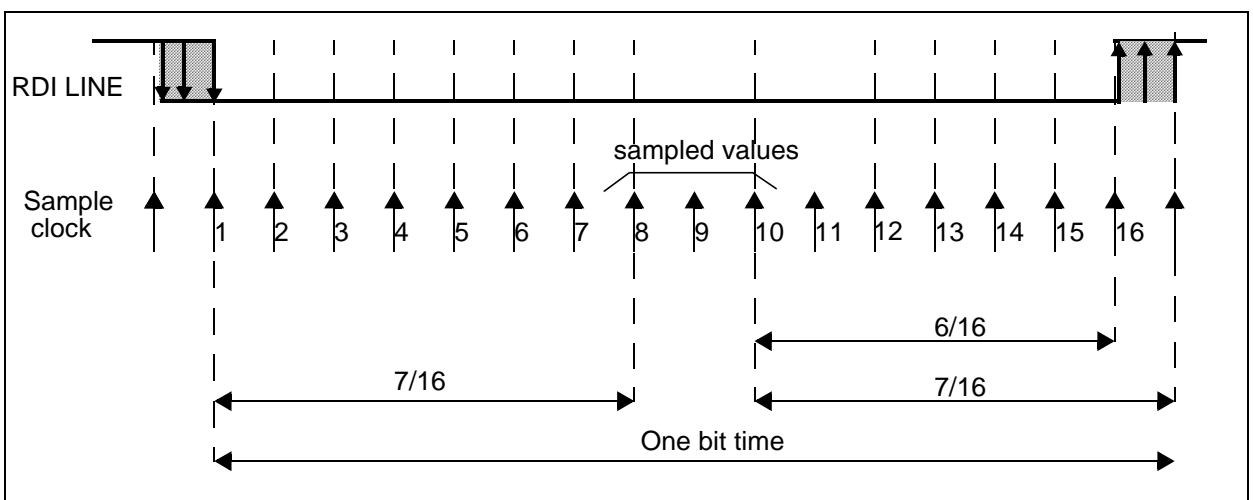 RDI LINE
sampled values
Sample
clock
1 2 3 4 5 6 7 8 9 10 11 12 13 14 15 16
6/16
7/16
7/16
One bit time